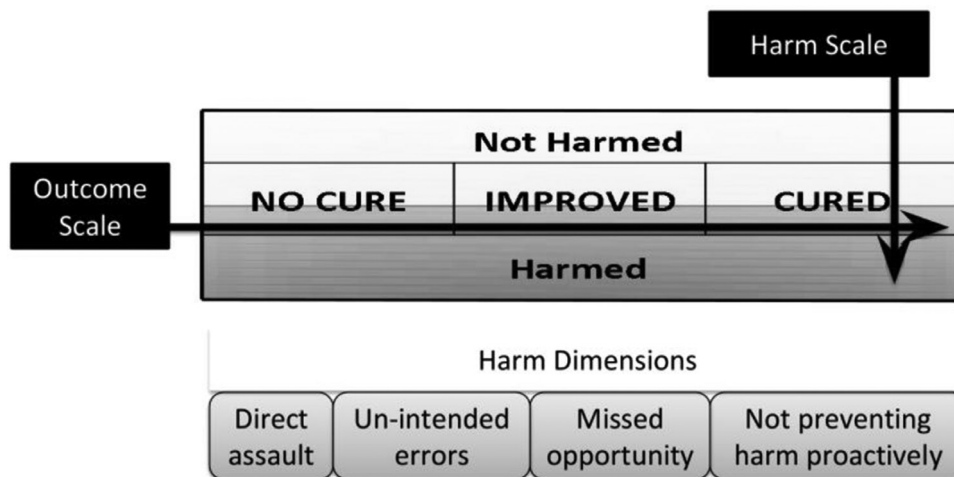 Harm Scale
Not Harmed
Outcome
Scale
NO CURE
IMPROVED
CURED
Harmed
Harm Dimensions
Direct
assault
Un-intended
errors
Missed
opportunity
Not preventing
harm proactively